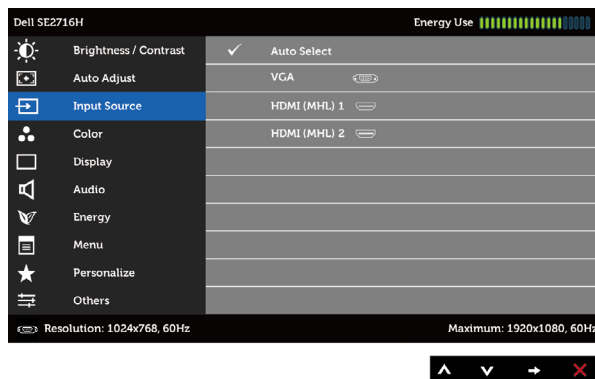 Dell SE2716H Energy Use
Brightness / Contrast Auto Select
Auto Adjust VGA
Input Source HDMI (MHL) 1
Color HDMI (MHL) 2
Display
Audio
Energy
Menu
Personalize
Others
Resolution: 1024x768, 60Hz Maximum: 1920x1080, 60Hz